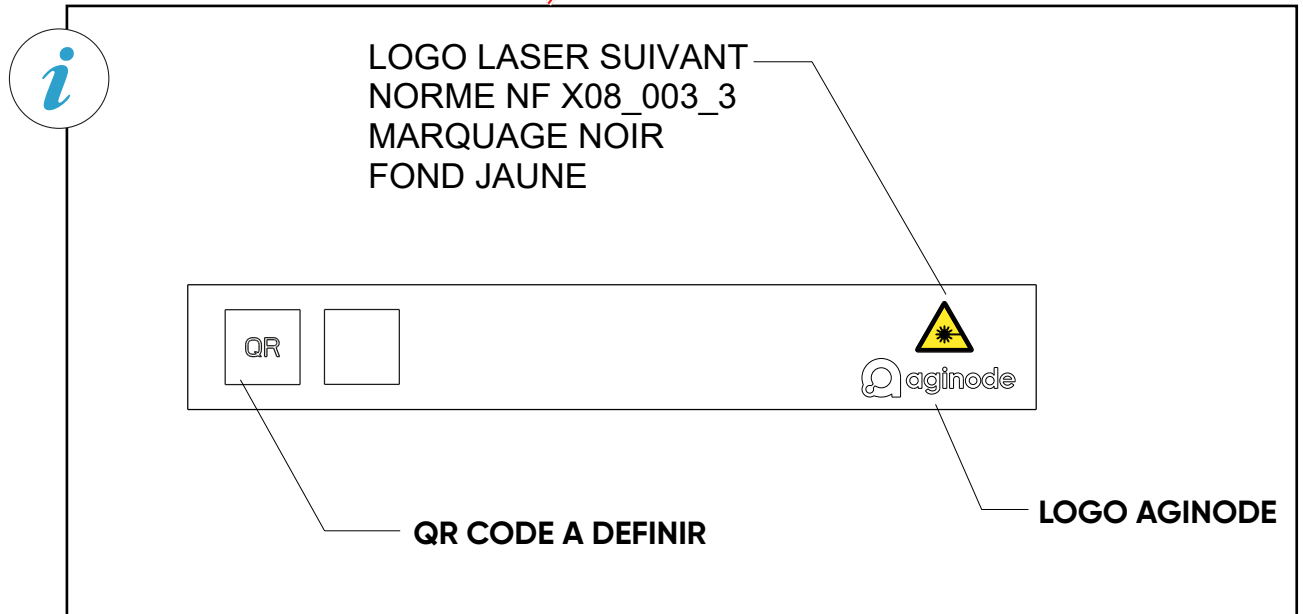 i
LOGO LASER SUIVANT
NORME NF X08_003_3
MARQUAGE NOIR
FOND JAUNE
QR
aginode
LOGO AGINODE
QR CODE A DEFINIR